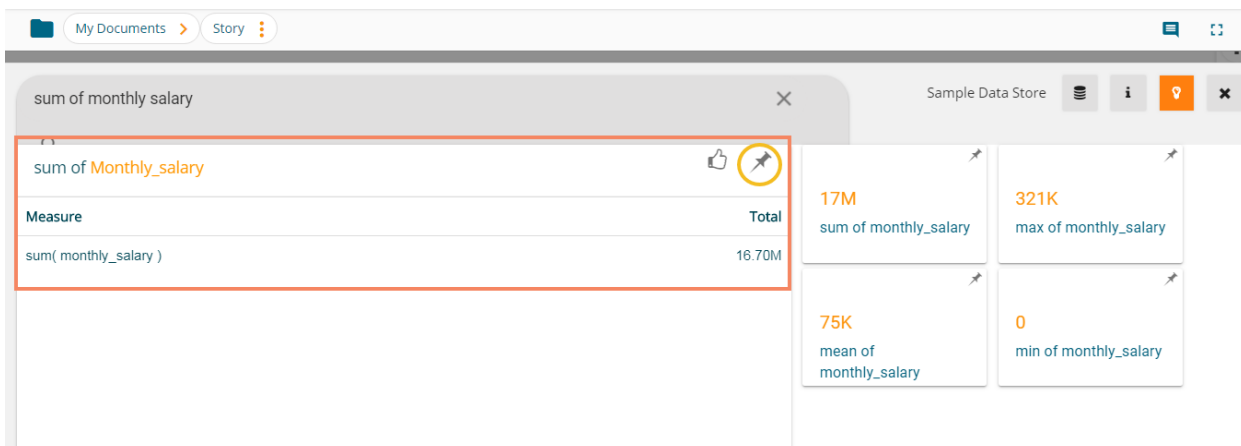 My Documents
Story
sum of monthly salary
Sample Data Store
i
sum of Monthly_salary
Measure Total
sum( monthly_salary ) 16.70M
17M
sum of monthly_salary
321K
max of monthly_salary
75K
mean of
monthly_salary
0
min of monthly_salary